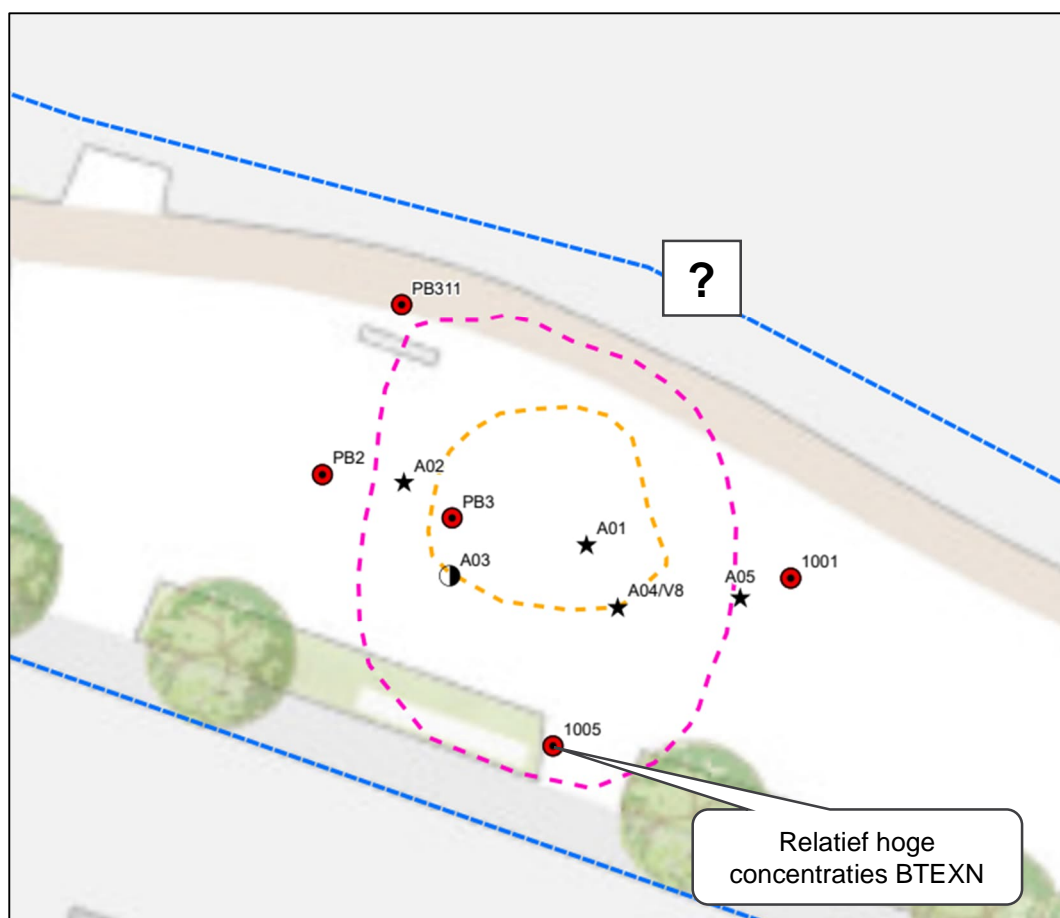 ?
PB311
PB2
A02
PB3
A01
A03
A04/V8
A05
1001
1005
Relatief hoge
concentraties BTEXN